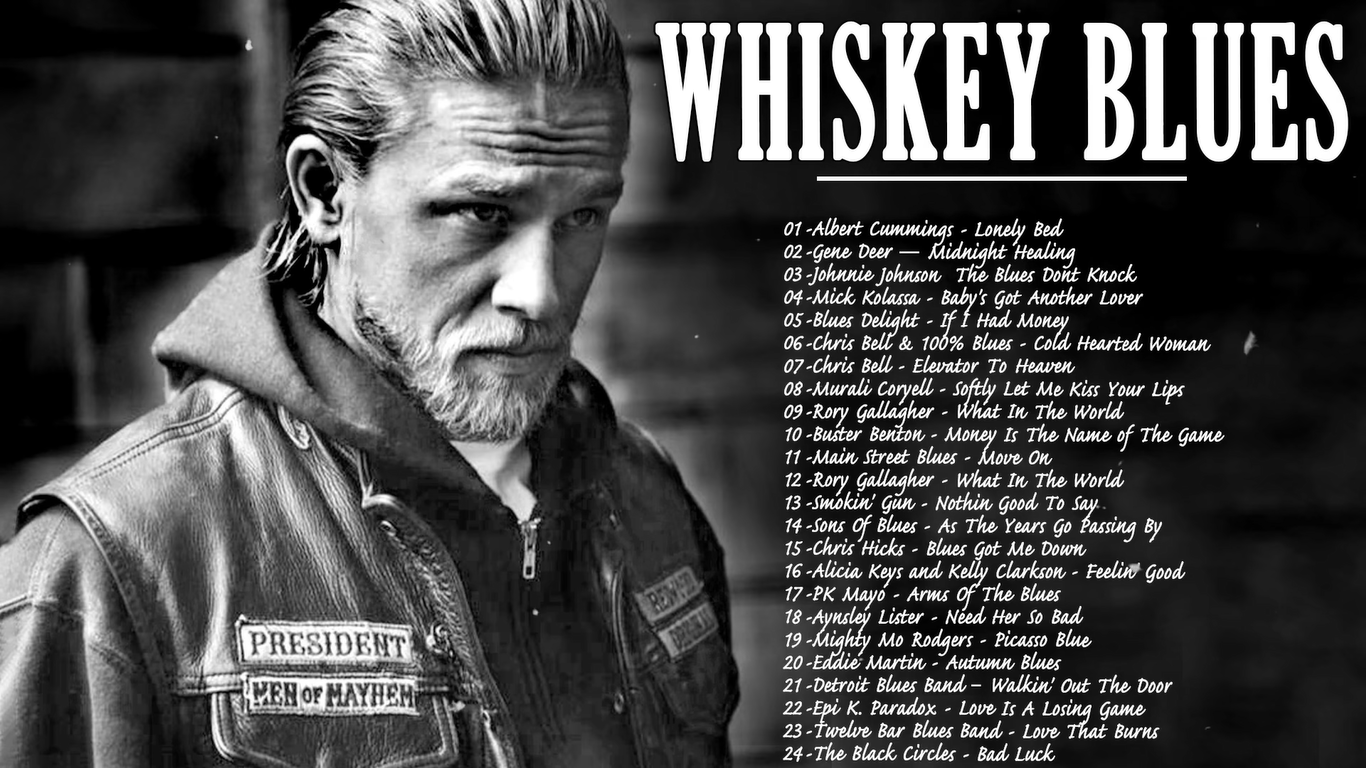 WHISKEY BLUES
01 -Albert Cummings - Lonely Bed
02 -Gene Deer — Midnight Healing
03 -Johnnie Johnson  The Blues Dont Knock
04 -Mick Kolassa - Baby's Got Another Lover
05 -Blues Delight - If I Had Money
06 -Chris Bell & 100% Blues - Cold Hearted Woman
07 -Chris Bell - Elevator To Heaven
08 -Murali Coryell - Softly Let Me Kiss Your Lips
09 -Rory Gallagher - What In The World
10 -Buster Benton - Money Is The Name of The Game
11 -Main Street Blues - Move On
12 -Rory Gallagher - What In The World
13 -Smokin' Gun - Nothin Good To Say
14 -Sons Of Blues - As The Years Go Passing By
15 -Chris Hicks - Blues Got Me Down
16 -Alicia Keys and Kelly Clarkson - Feelin' Good
17 -PK Mayo - Arms Of The Blues
18 -Aynsley Lister - Need Her So Bad
19 -Mighty Mo Rodgers - Picasso Blue
20 -Eddie Martin - Autumn Blues
21 -Detroit Blues Band – Walkin' Out The Door
22 -Epi K. Paradox - Love Is A Losing Game
23 -Twelve Bar Blues Band - Love That Burns
24 -The Black Circles - Bad Luck
PRESIDENT
MEN OF MAYHEM
REDWOOD
ORIGINAL